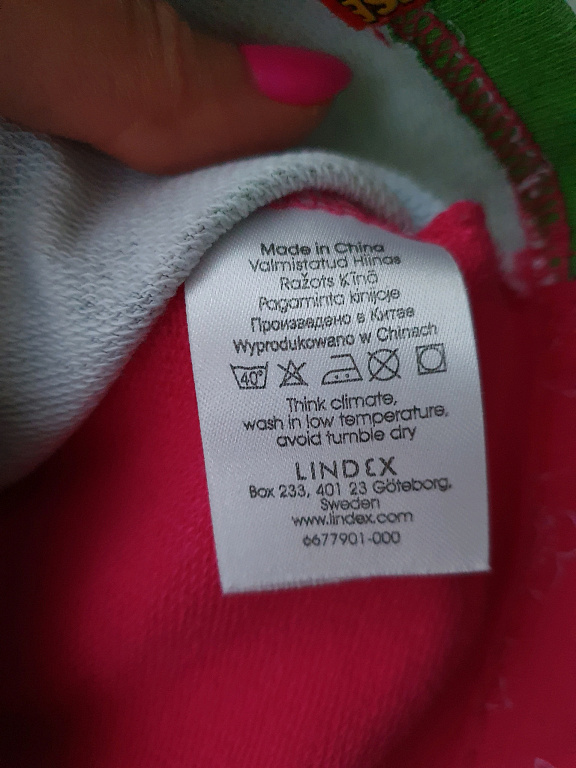 Made in China
Valmistatud Hiinas
Ražots Ķīnā
Pagaminta kinijoje
Произведено в Китае
Wyprodukowano w Chinach
40°
Think climate,
wash in low temperature,
avoid tumble dry
LINDEX
Box 233, 401 23 Göteborg,
Sweden
www.lindex.com
6677901-000